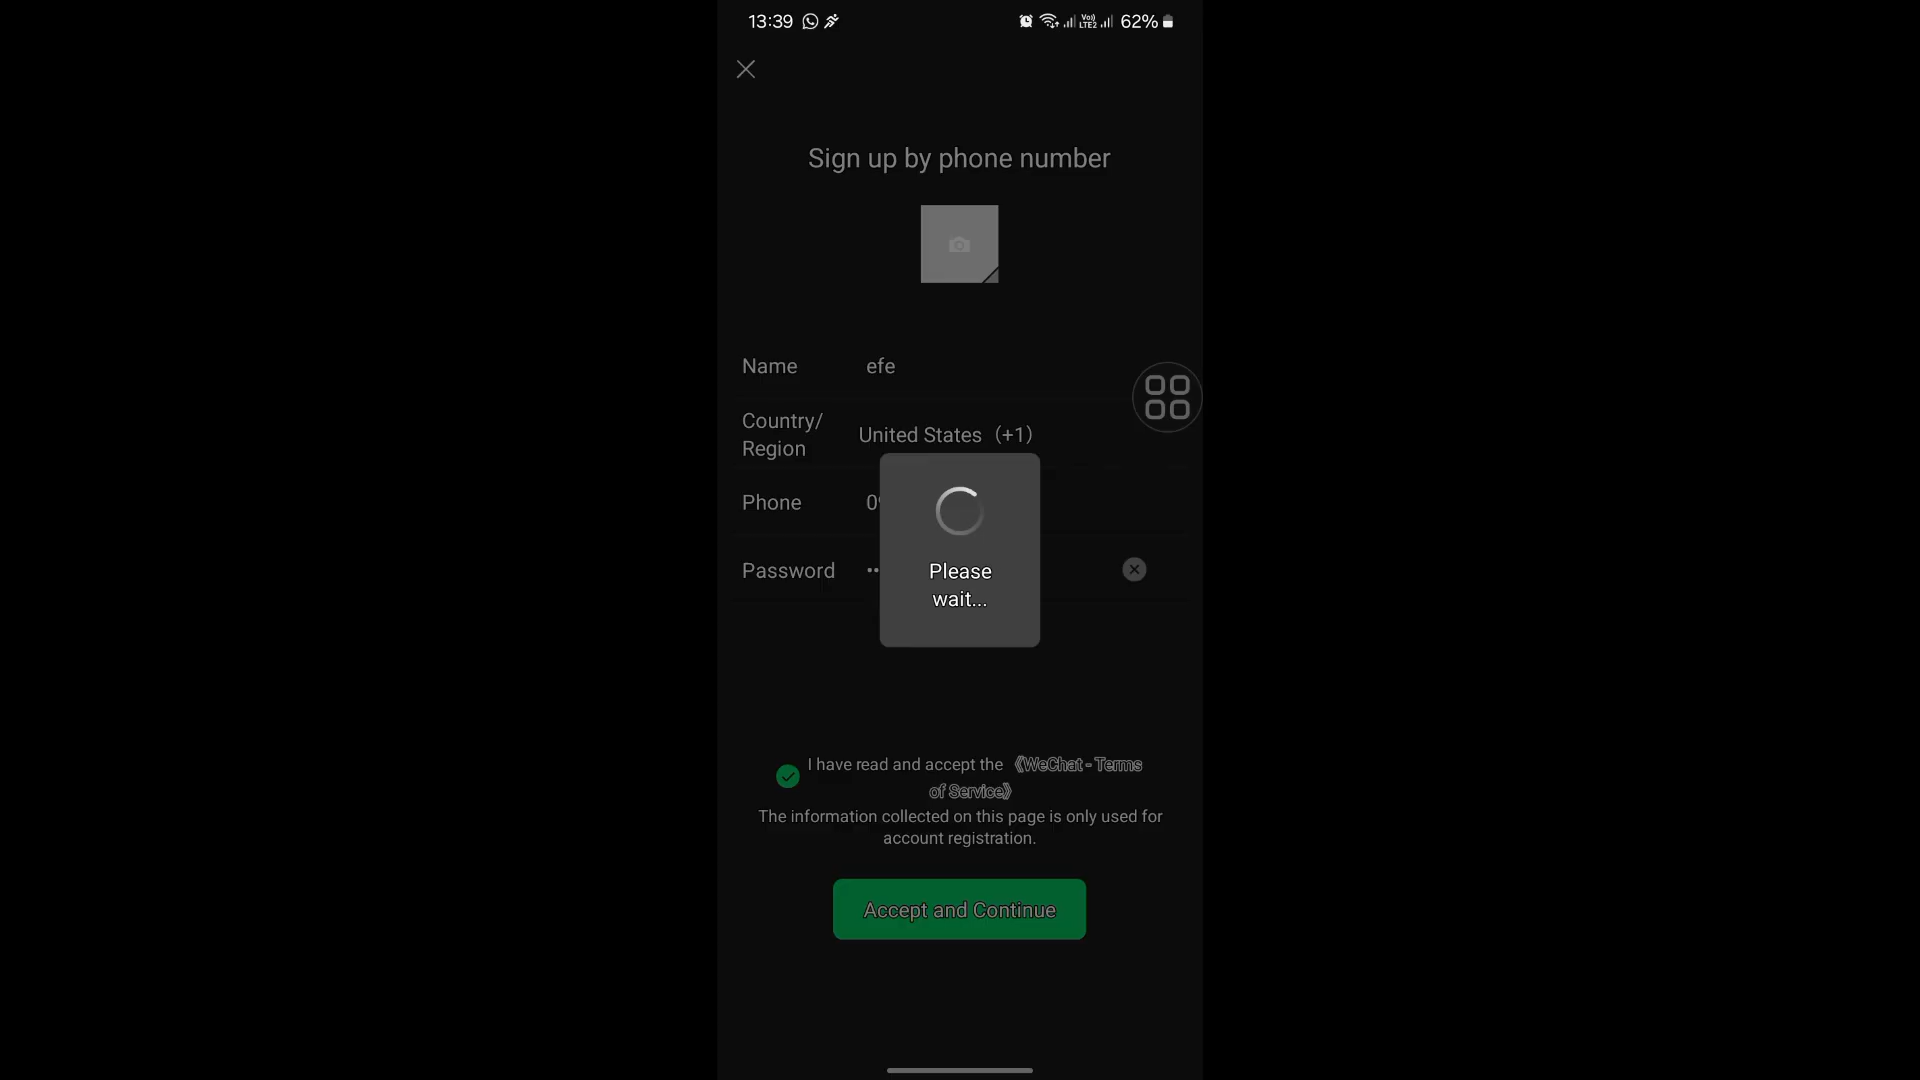 13:39 Vo)) LTE2 62%
Sign up by phone number
Name efe
Country/
Region
United States (+1)
Phone
Password ••
Please
wait...
I have read and accept the 《WeChat - Terms
of Service》
The information collected on this page is only used for
account registration.
Accept and Continue